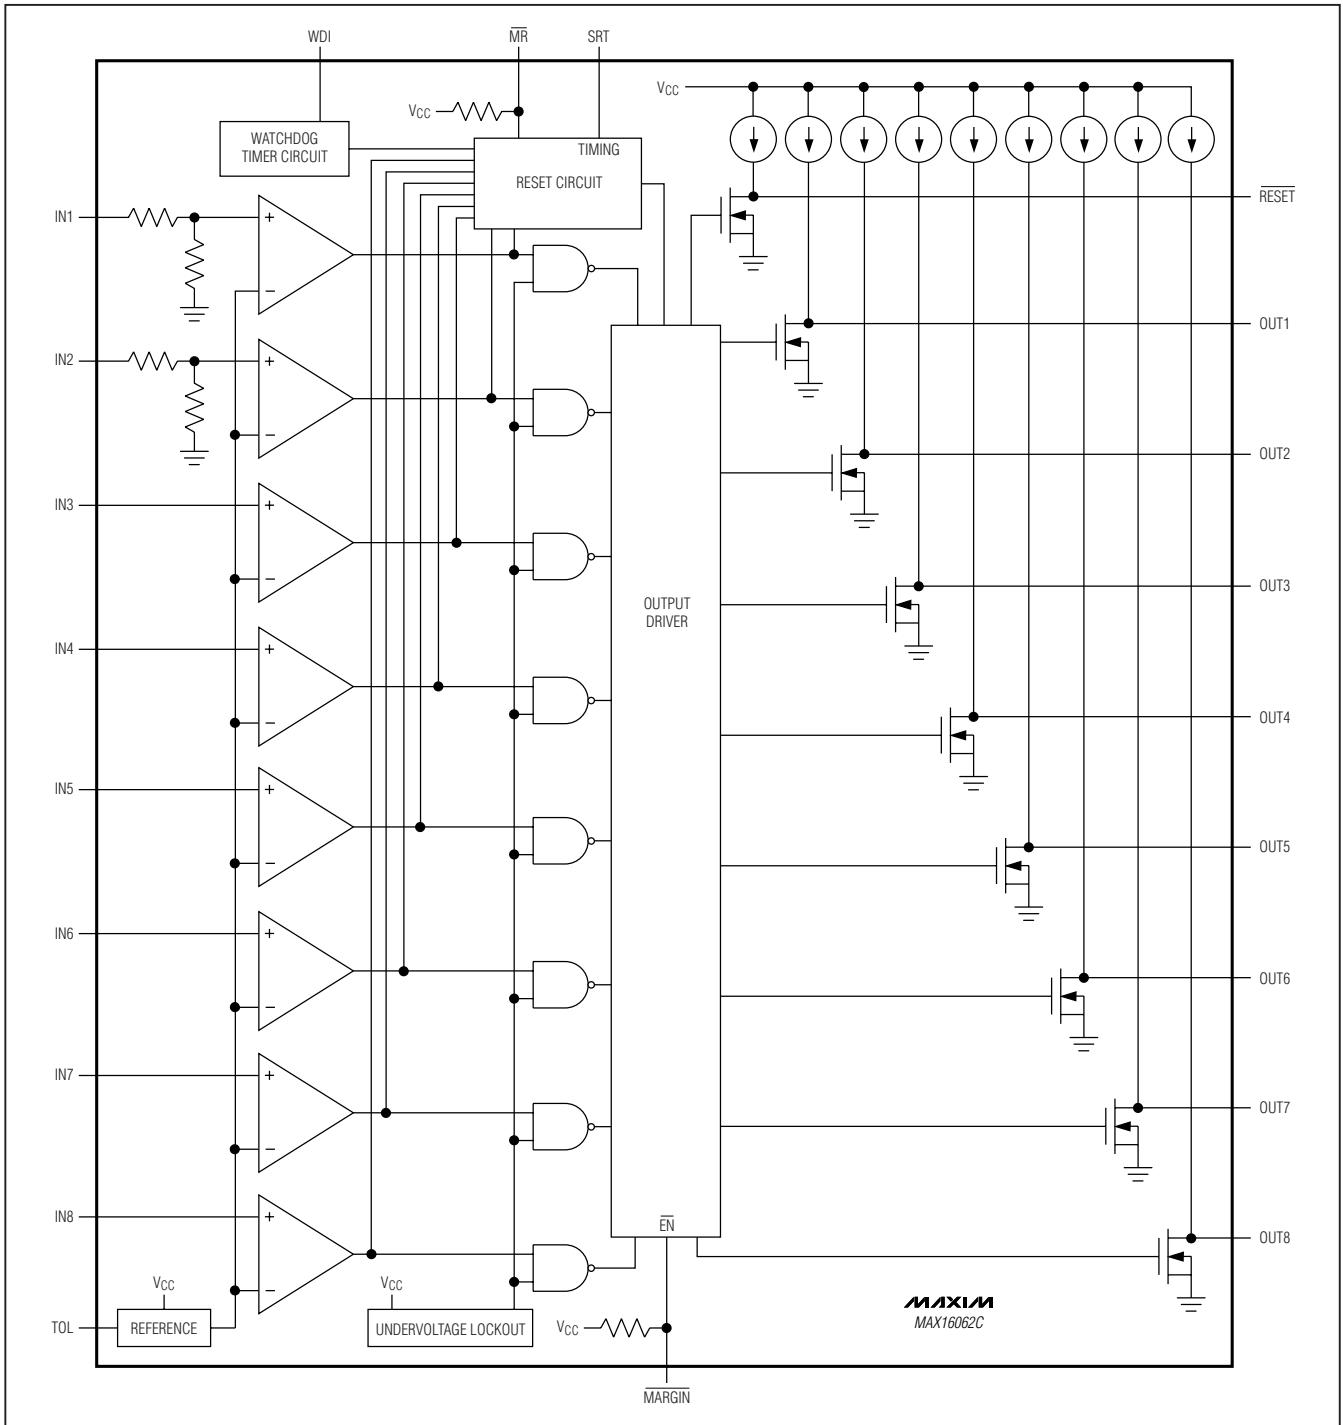 WDI
MR
SRT
VCC
VCC
WATCHDOG
TIMER CIRCUIT
TIMING
RESET CIRCUIT
RESET
IN1
+
−
OUT1
IN2
+
−
OUT2
IN3
+
−
OUT3
OUTPUT
DRIVER
IN4
+
−
OUT4
IN5
+
−
OUT5
IN6
+
−
OUT6
IN7
+
−
OUT7
IN8
+
−
EN
OUT8
VCC
VCC
TOL
REFERENCE
UNDERVOLTAGE LOCKOUT
VCC
MAXIM
MAX16062C
MARGIN